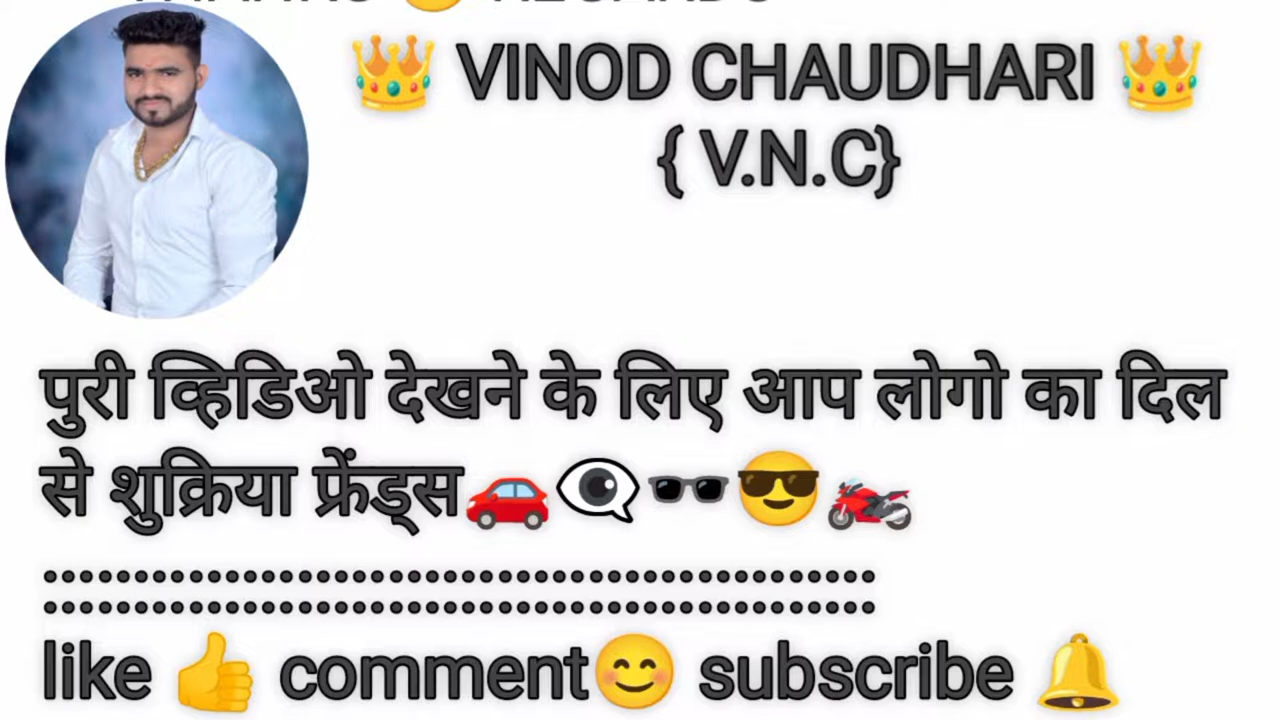 👑 VINOD CHAUDHARI 👑
{ V.N.C}
पुरी व्हिडिओ देखने के लिए आप लोगो का दिल
से शुक्रिया फ्रेंड्स🚗👁️‍🗨️🕶️😎🏍️
::::::::::::::::::::::::::::::::::::::::::::::
like 👍 comment😊 subscribe 🔔